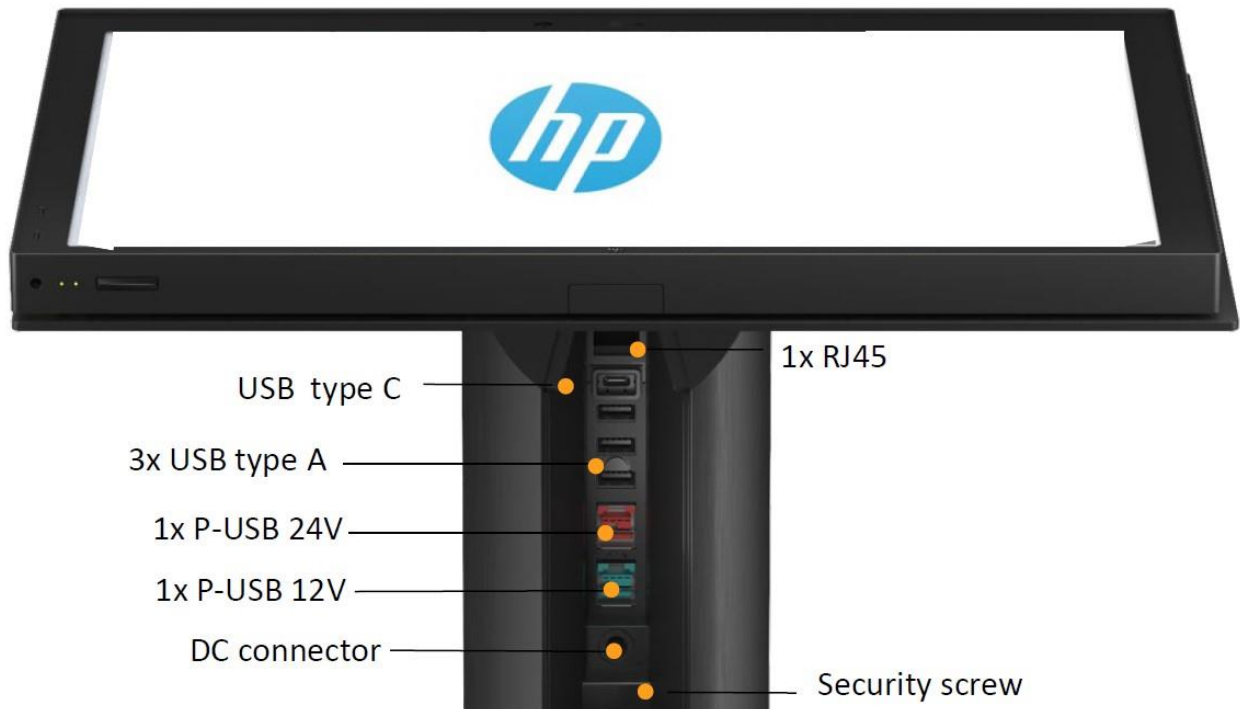 hp
1x RJ45
USB type C
3x USB type A
1x P-USB 24V
1x P-USB 12V
DC connector
Security screw